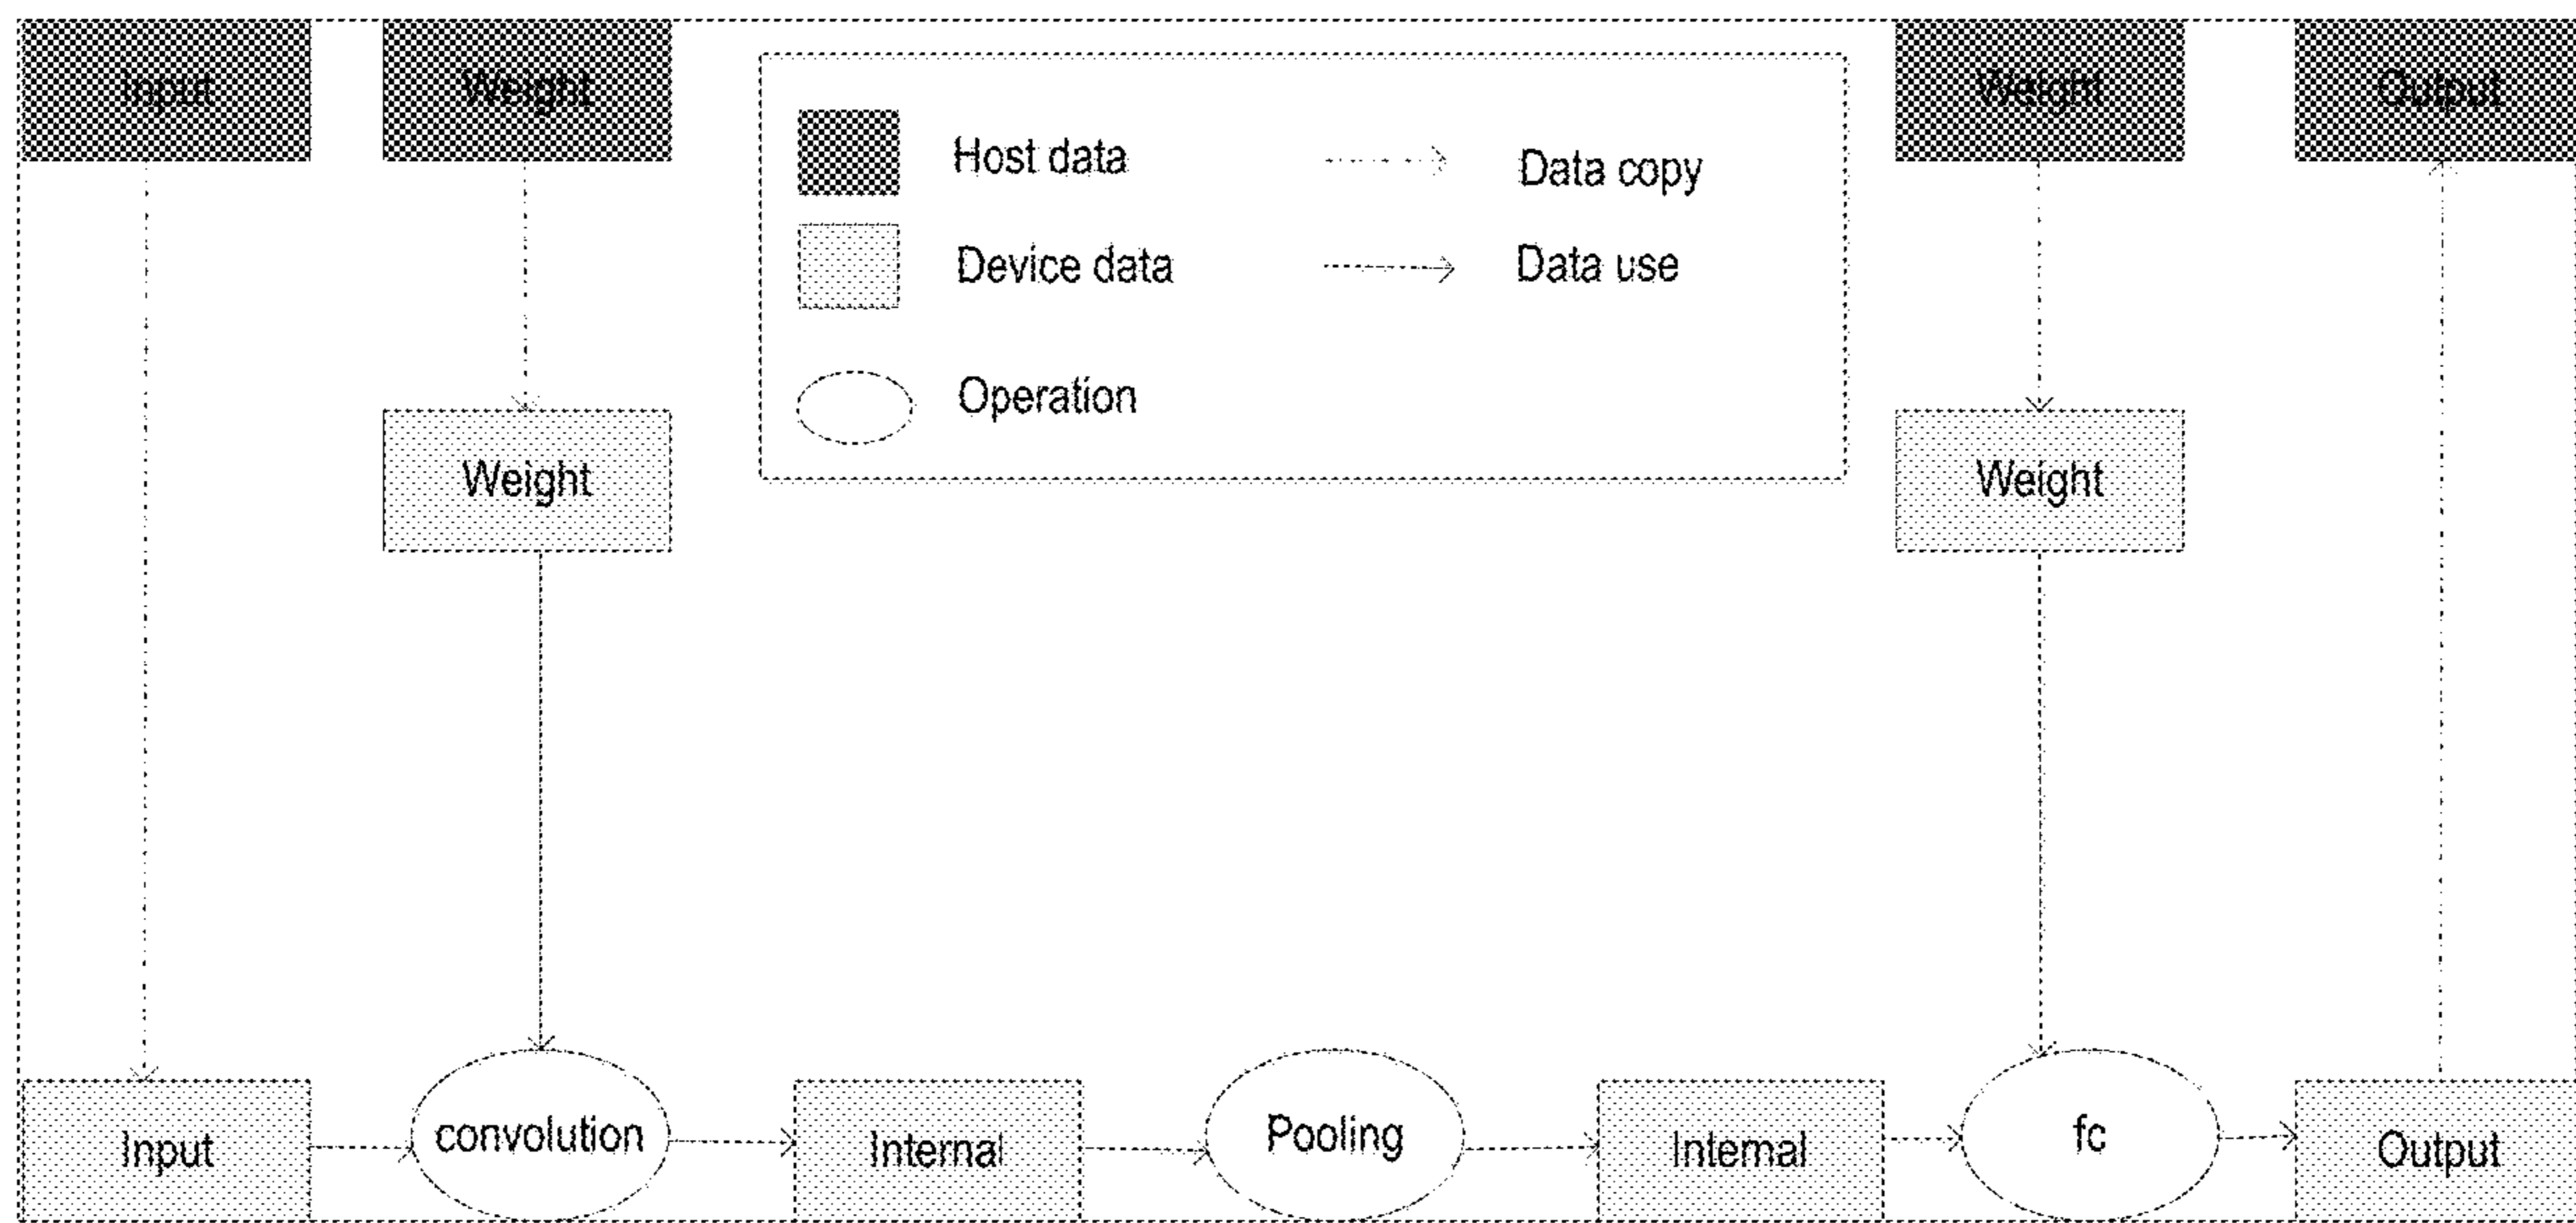 Input
Weight
Weight
Output
Host data
Data copy
Device data
Data use
Operation
Weight
Weight
Input
convolution
Internal
Pooling
Internal
fc
Output